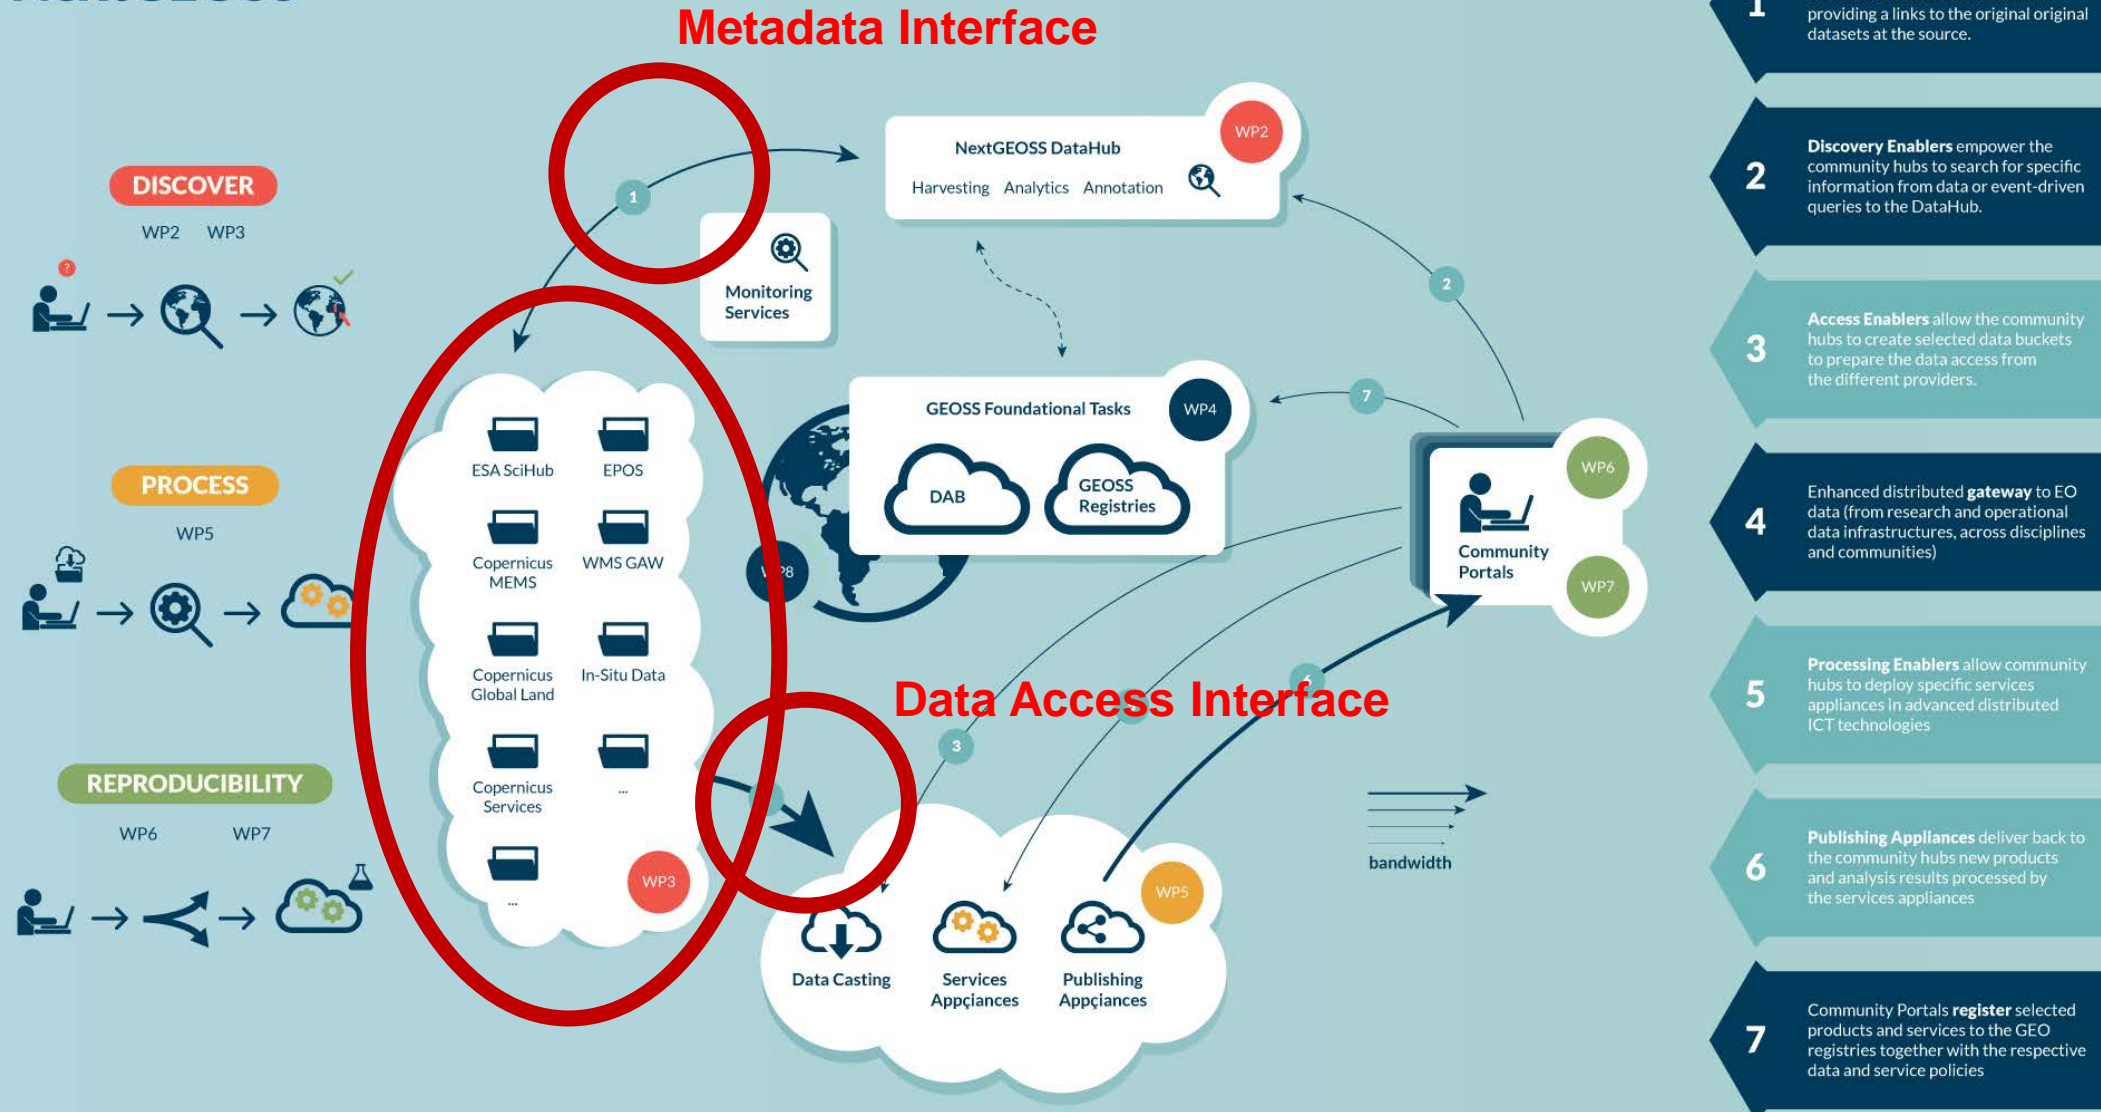 Metadata Interface
DISCOVER
WP2 WP3
?
PROCESS
WP5
REPRODUCIBILITY
WP6 WP7
1
NextGEOSS DataHub
Harvesting Analytics Annotation
WP2
Monitoring
Services
2
7
GEOSS Foundational Tasks
WP4
DAB
GEOSS
Registries
ESA SciHub
EPOS
Copernicus
MEMS
WMS GAW
Copernicus
Global Land
In-Situ Data
Copernicus
Services
...
...
WP3
WP6
Community
Portals
WP7
Data Access Interface
3
bandwidth
WP5
Data Casting
Services
Appçiances
Publishing
Appçiances
1
providing a links to the original original
datasets at the source.
2
Discovery Enablers empower the
community hubs to search for specific
information from data or event-driven
queries to the DataHub.
3
Access Enablers allow the community
hubs to create selected data buckets
to prepare the data access from
the different providers.
4
Enhanced distributed gateway to EO
data (from research and operational
data infrastructures, across disciplines
and communities)
5
Processing Enablers allow community
hubs to deploy specific services
appliances in advanced distributed
ICT technologies
6
Publishing Appliances deliver back to
the community hubs new products
and analysis results processed by
the services appliances
7
Community Portals register selected
products and services to the GEO
registries together with the respective
data and service policies